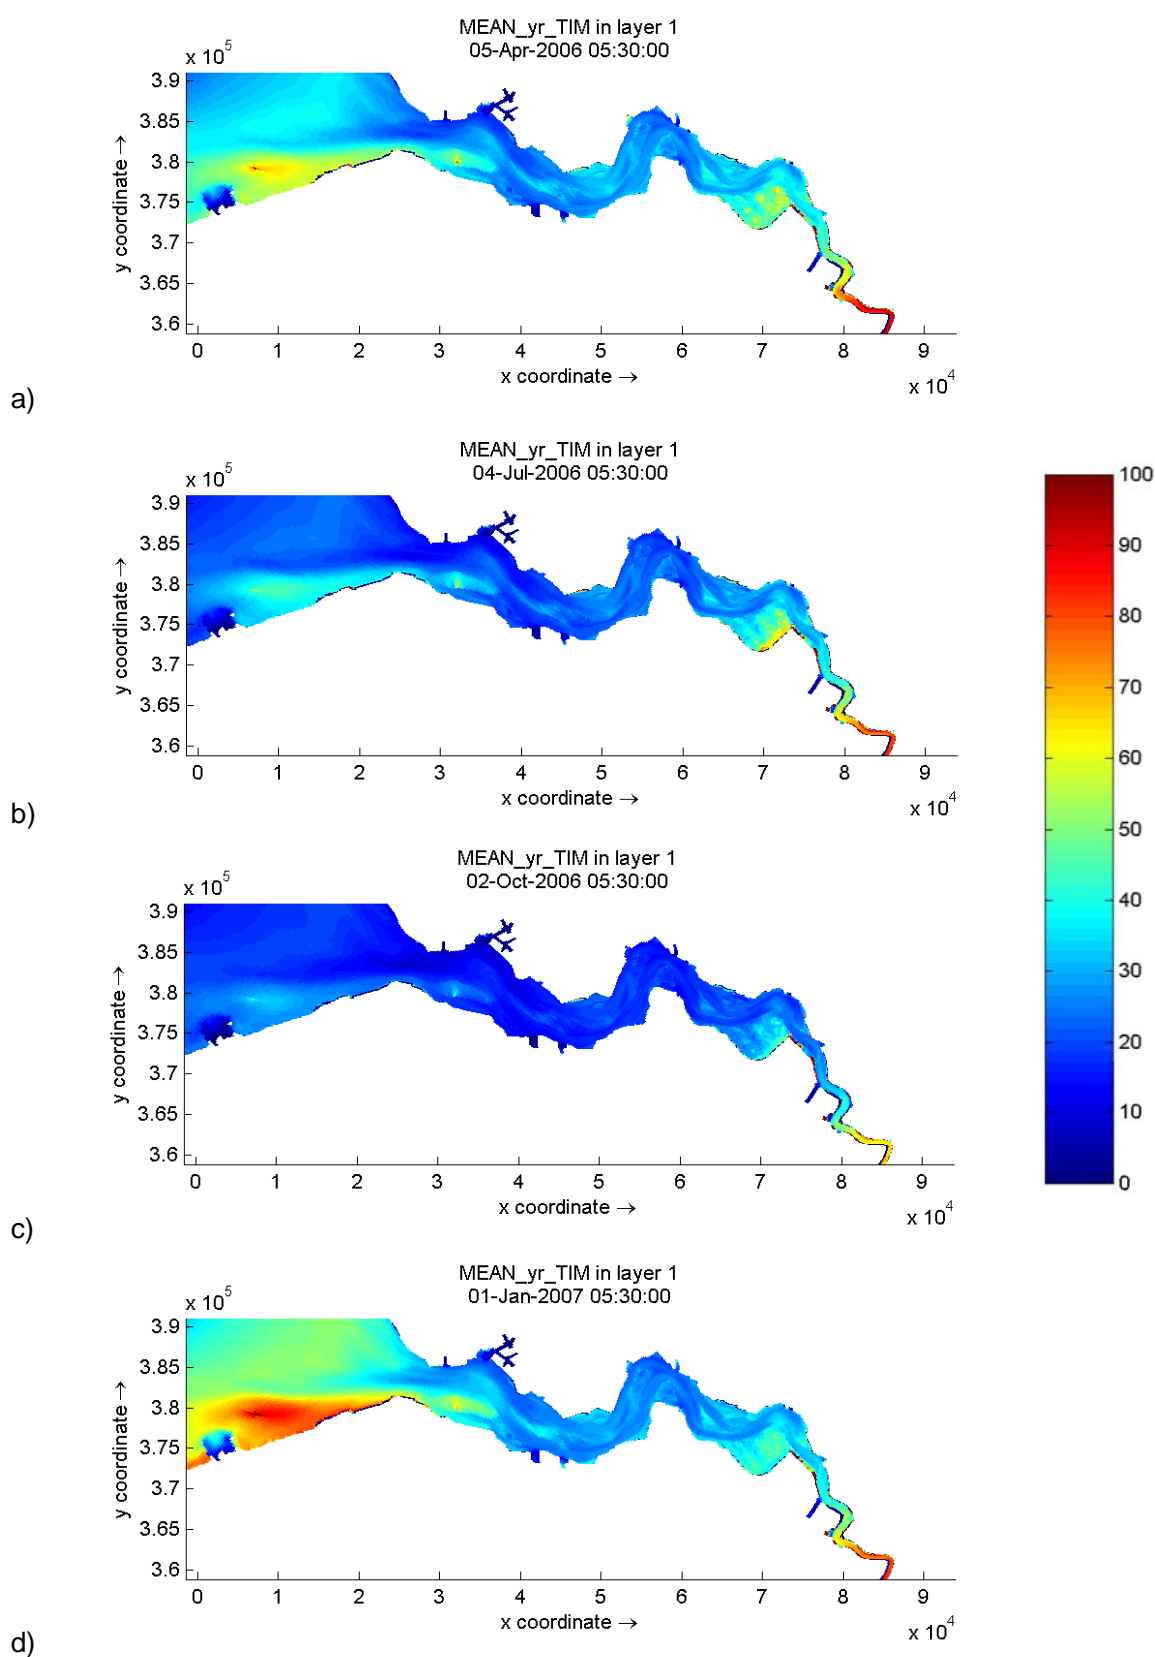 MEAN_yr_TIM in layer 1
05-Apr-2006 05:30:00
x 10^5
3.9
3.85
3.8
3.75
3.7
3.65
3.6
y coordinate →
0 1 2 3 4 5 6 7 8 9
x coordinate →
x 10^4
a)
MEAN_yr_TIM in layer 1
04-Jul-2006 05:30:00
x 10^5
3.9
3.85
3.8
3.75
3.7
3.65
3.6
y coordinate →
0 1 2 3 4 5 6 7 8 9
x coordinate →
x 10^4
b)
100
90
80
70
60
50
40
30
20
10
0
MEAN_yr_TIM in layer 1
02-Oct-2006 05:30:00
x 10^5
3.9
3.85
3.8
3.75
3.7
3.65
3.6
y coordinate →
0 1 2 3 4 5 6 7 8 9
x coordinate →
x 10^4
c)
MEAN_yr_TIM in layer 1
01-Jan-2007 05:30:00
x 10^5
3.9
3.85
3.8
3.75
3.7
3.65
3.6
y coordinate →
0 1 2 3 4 5 6 7 8 9
x coordinate →
x 10^4
d)